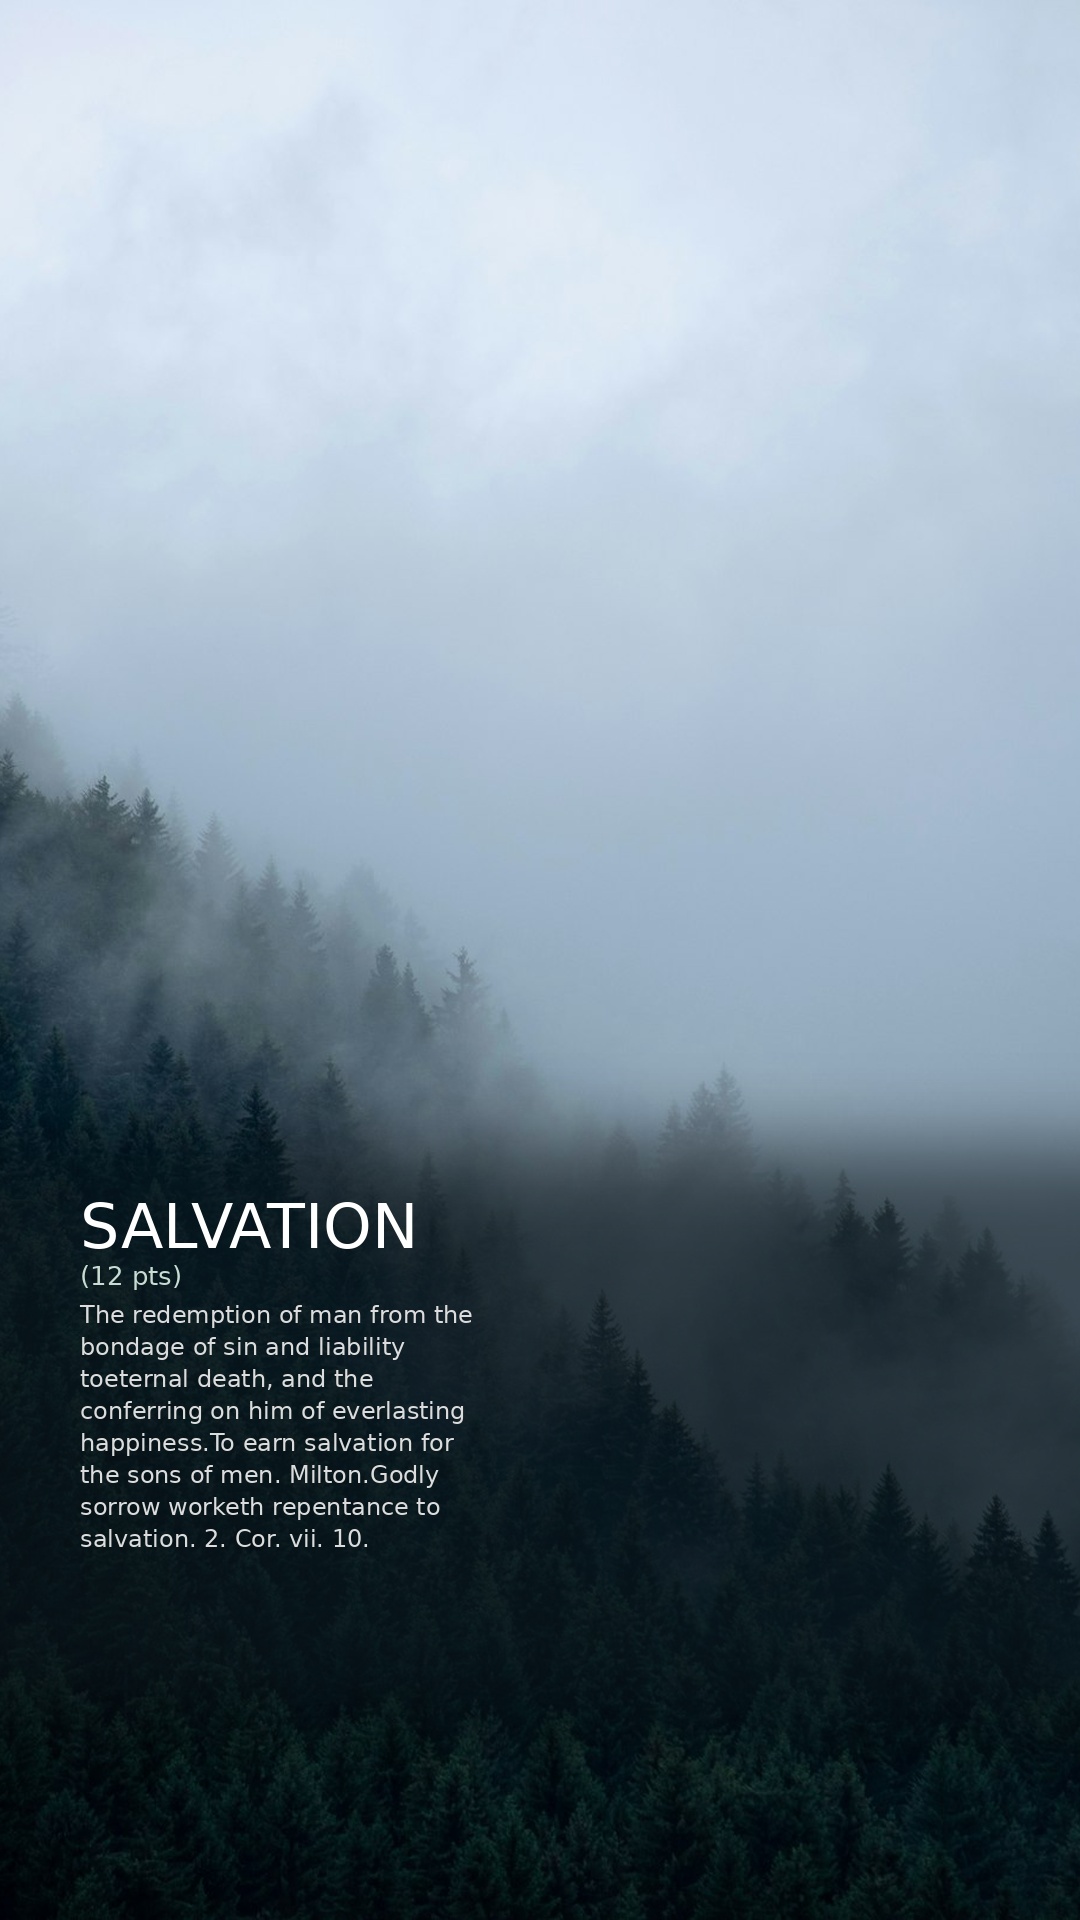 SALVATION
(12 pts)
The redemption of man from the
bondage of sin and liability
toeternal death, and the
conferring on him of everlasting
happiness.To earn salvation for
the sons of men. Milton.Godly
sorrow worketh repentance to
salvation. 2. Cor. vii. 10.